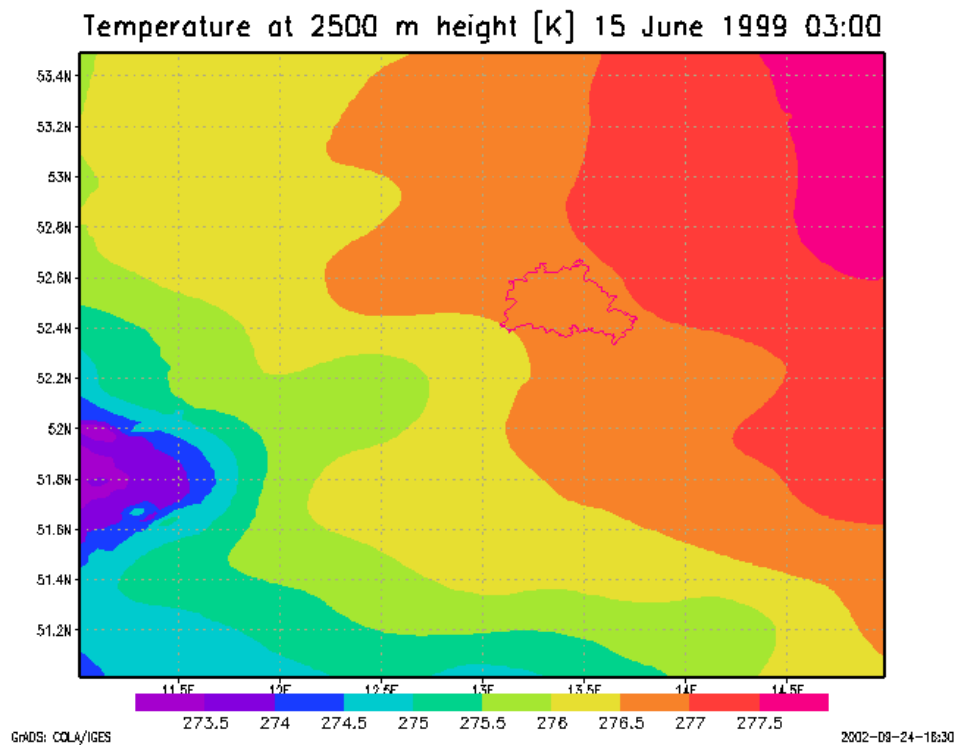 Temperature at 2500 m height [K] 15 June 1999 03:00
53.4N
53.2N
53N
52.8N
52.6N
52.4N
52.2N
52N
51.8N
51.6N
51.4N
51.2N
11.5E 12E 12.5E 13E 13.5E 14E 14.5E
273.5 274 274.5 275 275.5 276 276.5 277 277.5
GrADS: COLA/IGES 2002-09-24-16:30